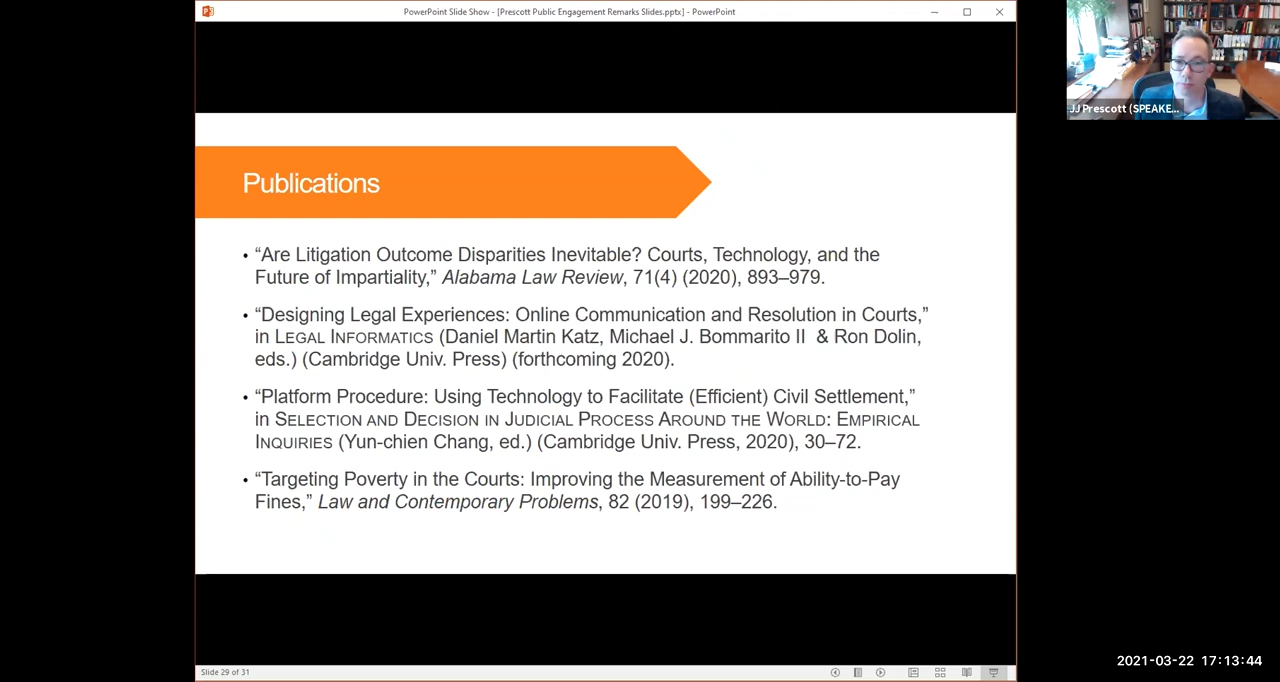 PowerPoint Slide Show - [Prescott Public Engagement Remarks Slides.pptx] - PowerPoint
JJ Prescott (SPEAKE...
Publications
• “Are Litigation Outcome Disparities Inevitable? Courts, Technology, and the
Future of Impartiality,” Alabama Law Review, 71(4) (2020), 893–979.
• “Designing Legal Experiences: Online Communication and Resolution in Courts,”
in LEGAL INFORMATICS (Daniel Martin Katz, Michael J. Bommarito II & Ron Dolin,
eds.) (Cambridge Univ. Press) (forthcoming 2020).
• “Platform Procedure: Using Technology to Facilitate (Efficient) Civil Settlement,”
in SELECTION AND DECISION IN JUDICIAL PROCESS AROUND THE WORLD: EMPIRICAL
INQUIRIES (Yun-chien Chang, ed.) (Cambridge Univ. Press, 2020), 30–72.
• “Targeting Poverty in the Courts: Improving the Measurement of Ability-to-Pay
Fines,” Law and Contemporary Problems, 82 (2019), 199–226.
Slide 29 of 31
2021-03-22 17:13:44